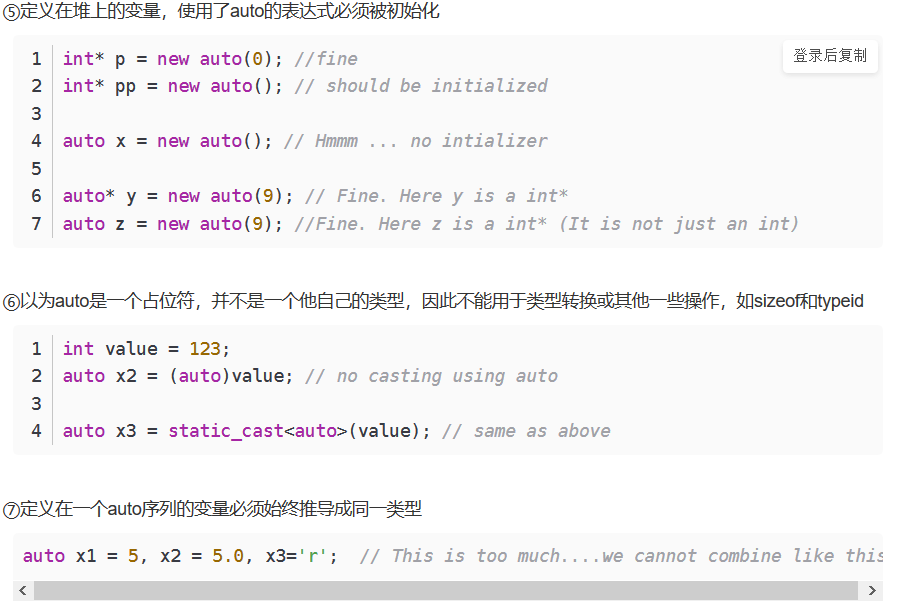 ⑤定义在堆上的变量，使用了auto的表达式必须被初始化
登录后复制
1 int* p = new auto(0); //fine
2 int* pp = new auto(); // should be initialized
3
4 auto x = new auto(); // Hmmm ... no intializer
5
6 auto* y = new auto(9); // Fine. Here y is a int*
7 auto z = new auto(9); //Fine. Here z is a int* (It is not just an int)
⑥以为auto是一个占位符，并不是一个他自己的类型，因此不能用于类型转换或其他一些操作，如sizeof和typeid
1 int value = 123;
2 auto x2 = (auto)value; // no casting using auto
3
4 auto x3 = static_cast<auto>(value); // same as above
⑦定义在一个auto序列的变量必须始终推导成同一类型
auto x1 = 5, x2 = 5.0, x3='r'; // This is too much....we cannot combine like this